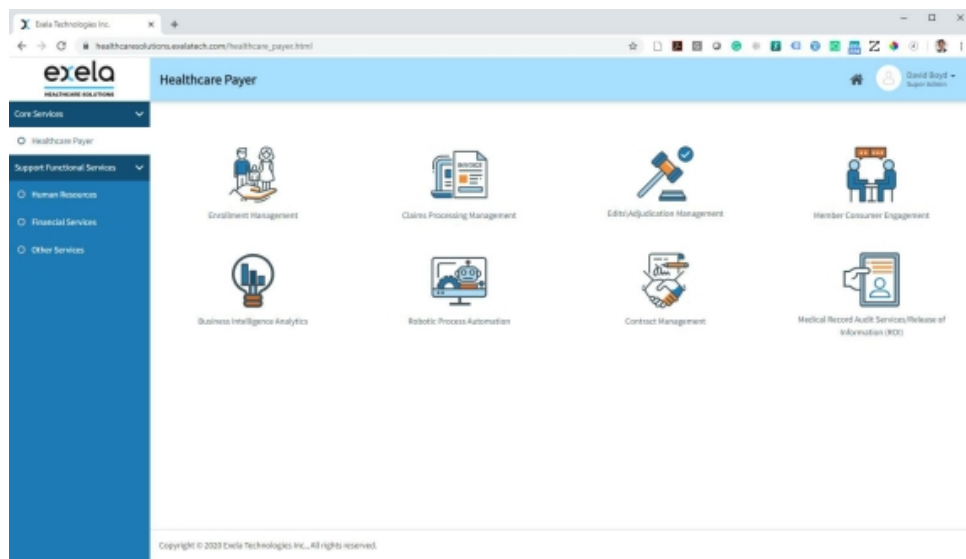 Exela Technologies Inc.
healthcaresolutions.exelatech.com/healthcare_payer.html
exela
HEALTHCARE SOLUTIONS
Healthcare Payer
David Boyd
Super Admin
Core Services
Healthcare Payer
Support Functional Services
Human Resources
Financial Services
Other Services
INVOICE
Enrollment Management
Claims Processing Management
Edits\Adjudication Management
Member Consumer Engagement
Business Intelligence Analytics
Robotic Process Automation
Contract Management
Medical Record Audit Services/Release of
Information (ROI)
Copyright © 2020 Exela Technologies Inc., All rights reserved.